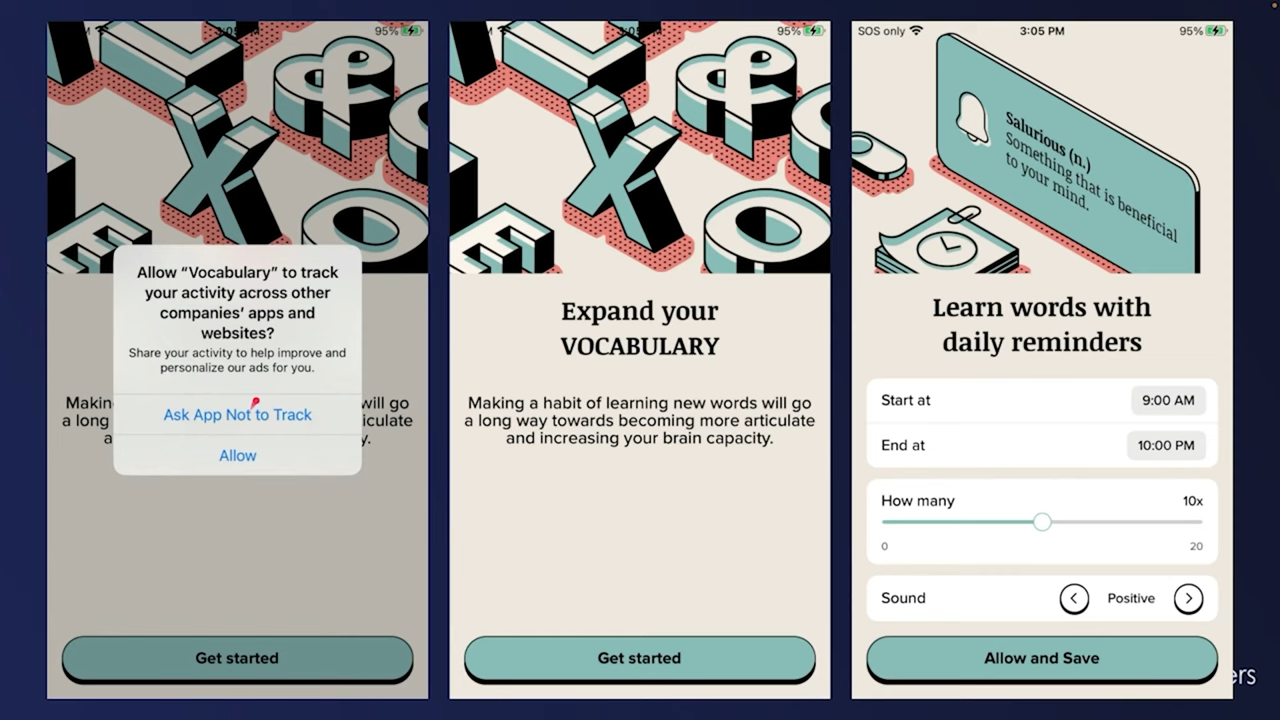 95%
Allow “Vocabulary” to track
your activity across other
companies’ apps and
websites?
Share your activity to help improve and
personalize our ads for you.
Ask App Not to Track
Allow
Makin
will go
a long
iculate
a
y.
Get started
95%
Expand your
VOCABULARY
Making a habit of learning new words will go
a long way towards becoming more articulate
and increasing your brain capacity.
Get started
SOS only
3:05 PM
95%
Salurious (n.)
Something that is beneficial
to your mind.
Learn words with
daily reminders
Start at
9:00 AM
End at
10:00 PM
How many
10x
0
20
Sound
Positive
Allow and Save
ers